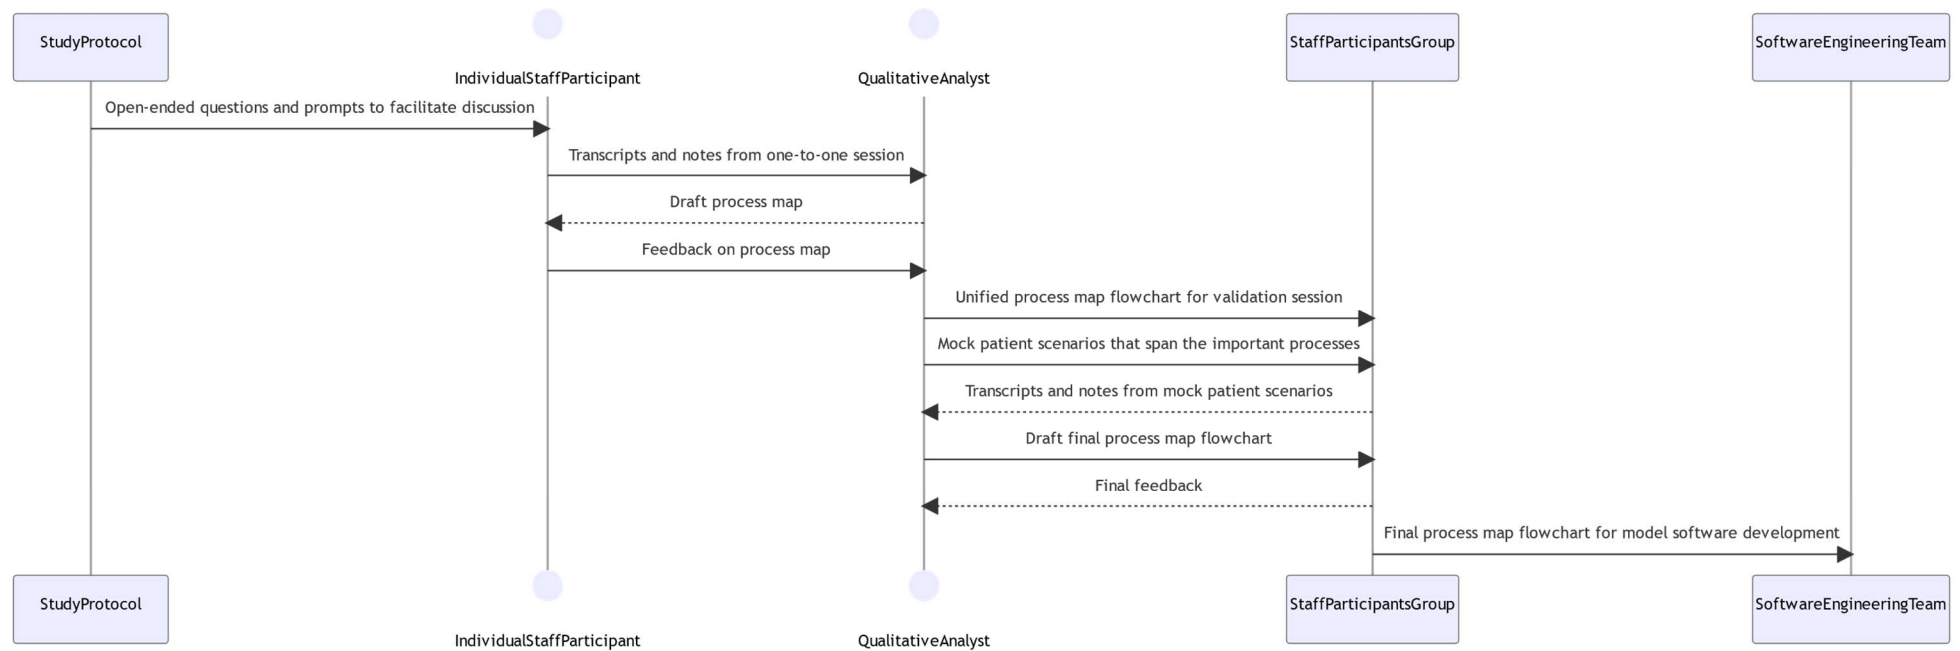 StudyProtocol
IndividualStaffParticipant
QualitativeAnalyst
StaffParticipantsGroup
SoftwareEngineeringTeam
Open-ended questions and prompts to facilitate discussion
Transcripts and notes from one-to-one session
Draft process map
Feedback on process map
Unified process map flowchart for validation session
Mock patient scenarios that span the important processes
Transcripts and notes from mock patient scenarios
Draft final process map flowchart
Final feedback
Final process map flowchart for model software development
StudyProtocol
IndividualStaffParticipant
QualitativeAnalyst
StaffParticipantsGroup
SoftwareEngineeringTeam